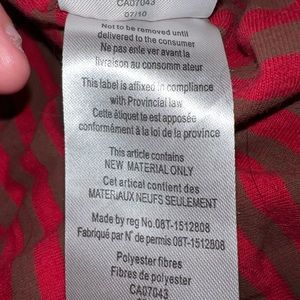 CA07043
07/10
Not to be removed until
delivered to the consumer
Ne pas enle ver avant la
livraison au consomm ateur
This label is affixed in compliance
with Provincial law
Cette étiquette est apposée
conformément à la loi de la province
This article contains
NEW MATERIAL ONLY
Cet artical contient des
MATERIAUX NEUFS SEULEMENT
Made by reg No.08T-1512808
Fabriqué par N° de permis 08T-1512808
Polyester fibres
Fibres de polyester
CA07043